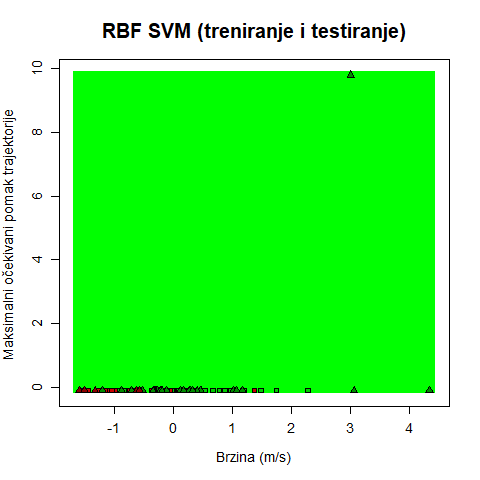 RBF SVM (treniranje i testiranje)
Maksimalni očekivani pomak trajektorije
10
8
6
4
2
0
-1 0 1 2 3 4
Brzina (m/s)